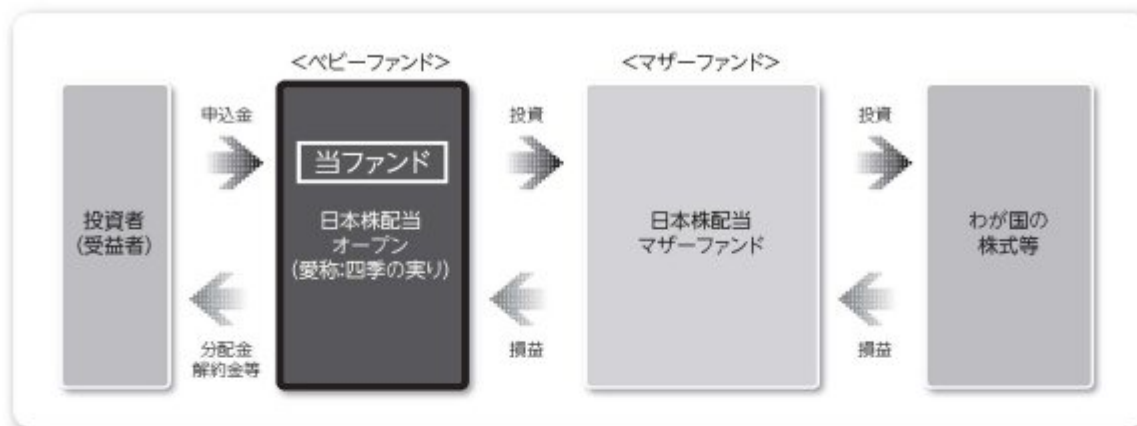 <ベビーファンド>
<マザーファンド>
申込金
投資
投資
当ファンド
投資者
(受益者)
日本株配当
オープン
(愛称:四季の実り)
日本株配当
マザーファンド
わが国の
株式等
分配金
解約金等
損益
損益